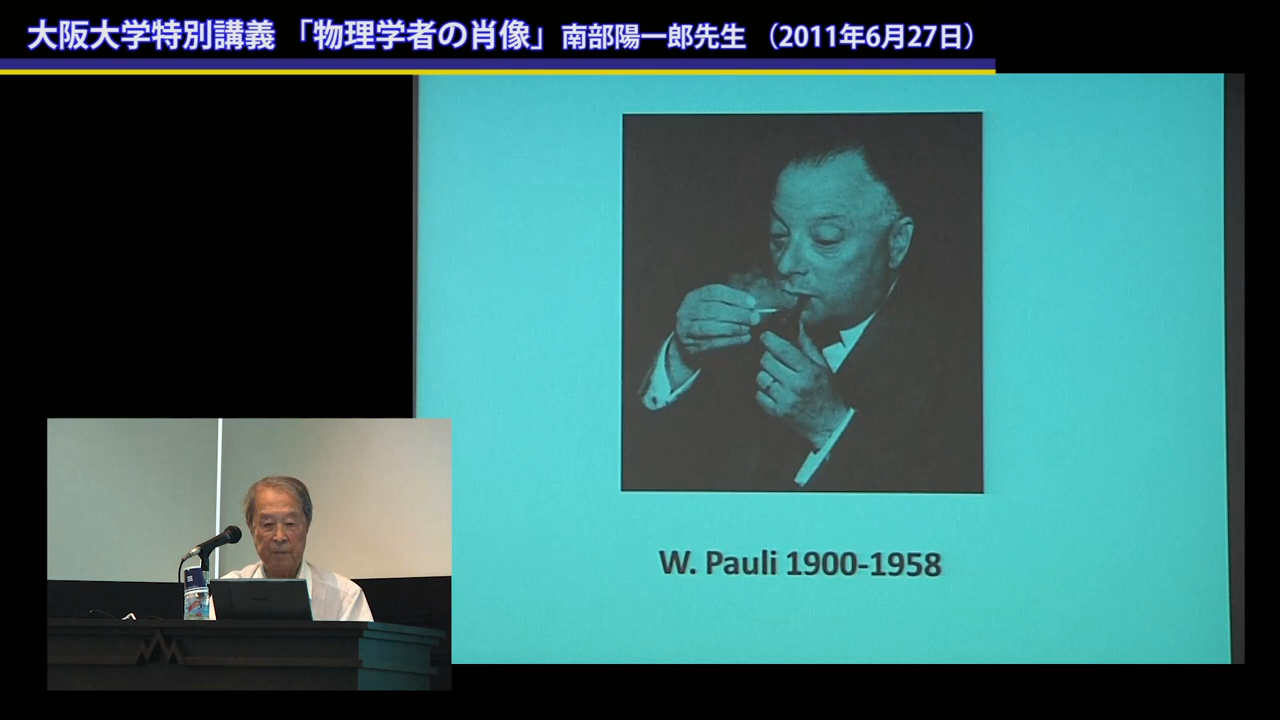 大阪大学特別講義 「物理学者の肖像」 南部陽一郎先生 （2011年6月27日）
W. Pauli 1900-1958